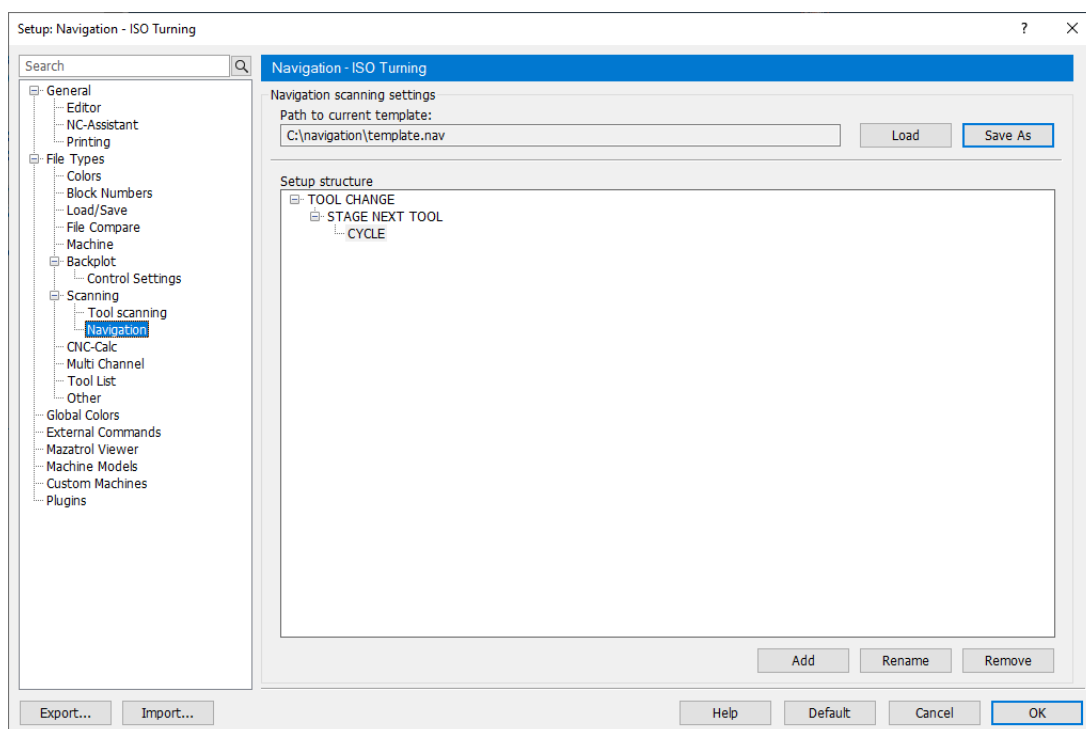 Setup: Navigation - ISO Turning
?
Search
General
Editor
NC-Assistant
Printing
File Types
Colors
Block Numbers
Load/Save
File Compare
Machine
Backplot
Control Settings
Scanning
Tool scanning
Navigation
CNC-Calc
Multi Channel
Tool List
Other
Global Colors
External Commands
Mazatrol Viewer
Machine Models
Custom Machines
Plugins
Navigation - ISO Turning
Navigation scanning settings
Path to current template:
C:\navigation\template.nav
Load
Save As
Setup structure
TOOL CHANGE
STAGE NEXT TOOL
CYCLE
Add
Rename
Remove
Export...
Import...
Help
Default
Cancel
OK